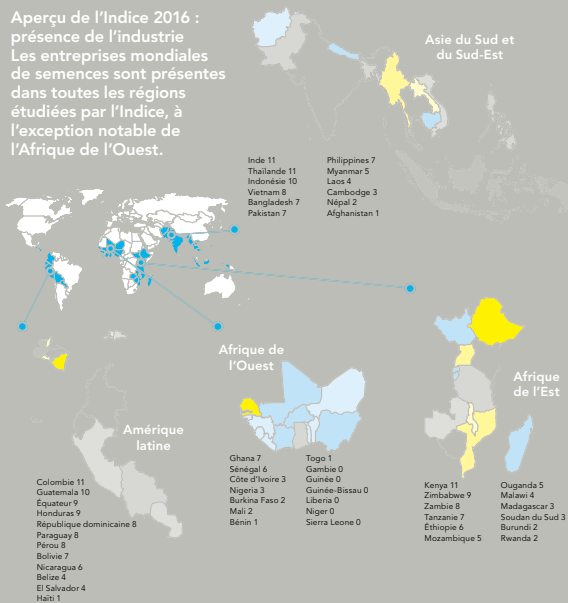 Aperçu de l'Indice 2016 :
présence de l'industrie
Les entreprises mondiales
de semences sont présentes
dans toutes les régions
étudiées par l'Indice, à
l'exception notable de
l'Afrique de l'Ouest.
Asie du Sud et
du Sud-Est
Inde 11
Thaïlande 11
Indonésie 10
Vietnam 8
Bangladesh 7
Pakistan 7
Philippines 7
Myanmar 5
Laos 4
Cambodge 3
Népal 2
Afghanistan 1
Amérique
latine
Colombie 11
Guatemala 10
Équateur 9
Honduras 9
République dominicaine 8
Paraguay 8
Pérou 8
Bolivie 7
Nicaragua 6
Belize 4
El Salvador 4
Haïti 1
Afrique de
l'Ouest
Ghana 7
Sénégal 6
Côte d'Ivoire 3
Nigeria 3
Burkina Faso 2
Mali 2
Bénin 1
Togo 1
Gambie 0
Guinée 0
Guinée-Bissau 0
Liberia 0
Niger 0
Sierra Leone 0
Afrique
de l'Est
Kenya 11
Zimbabwe 9
Zambie 8
Tanzanie 7
Éthiopie 6
Mozambique 5
Ouganda 5
Malawi 4
Madagascar 3
Soudan du Sud 3
Burundi 2
Rwanda 2